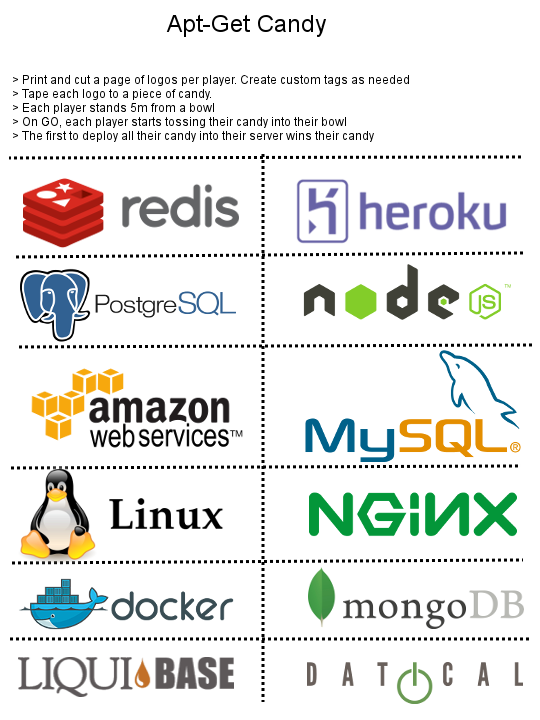 Apt-Get Candy
> Print and cut a page of logos per player. Create custom tags as needed
> Tape each logo to a piece of candy.
> Each player stands 5m from a bowl
> On GO, each player starts tossing their candy into their bowl
> The first to deploy all their candy into their server wins their candy
redis
heroku
PostgreSQL
node
JS
™
amazon
web services™
MySQL®
Linux
NGiNX
docker
mongoDB
LIQUIBASE
DATICAL